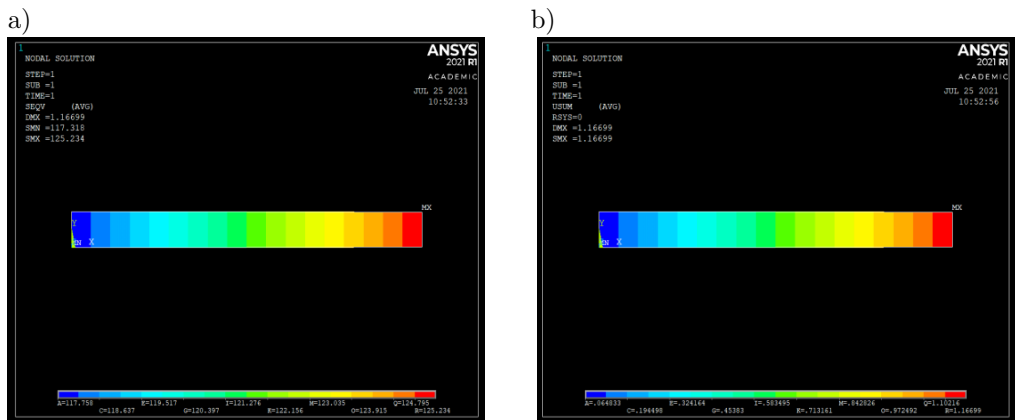 a)
1
NODAL SOLUTION
STEP=1
SUB =1
TIME=1
SEQV (AVG)
DMX =1.16699
SMN =117.318
SMX =125.234
ANSYS
2021 R1
ACADEMIC
JUL 25 2021
10:52:33
MX
Y
MN X
A=117.758 E=119.517 I=121.276 M=123.035 Q=124.795
C=118.637 G=120.397 K=122.156 O=123.915 R=125.234
b)
1
NODAL SOLUTION
STEP=1
SUB =1
TIME=1
USUM (AVG)
RSYS=0
DMX =1.16699
SMX =1.16699
ANSYS
2021 R1
ACADEMIC
JUL 25 2021
10:52:56
MX
Y
MN X
A=.064833 E=.324164 I=.583495 M=.842826 Q=1.10216
C=.194498 G=.45383 K=.713161 O=.972492 R=1.16699